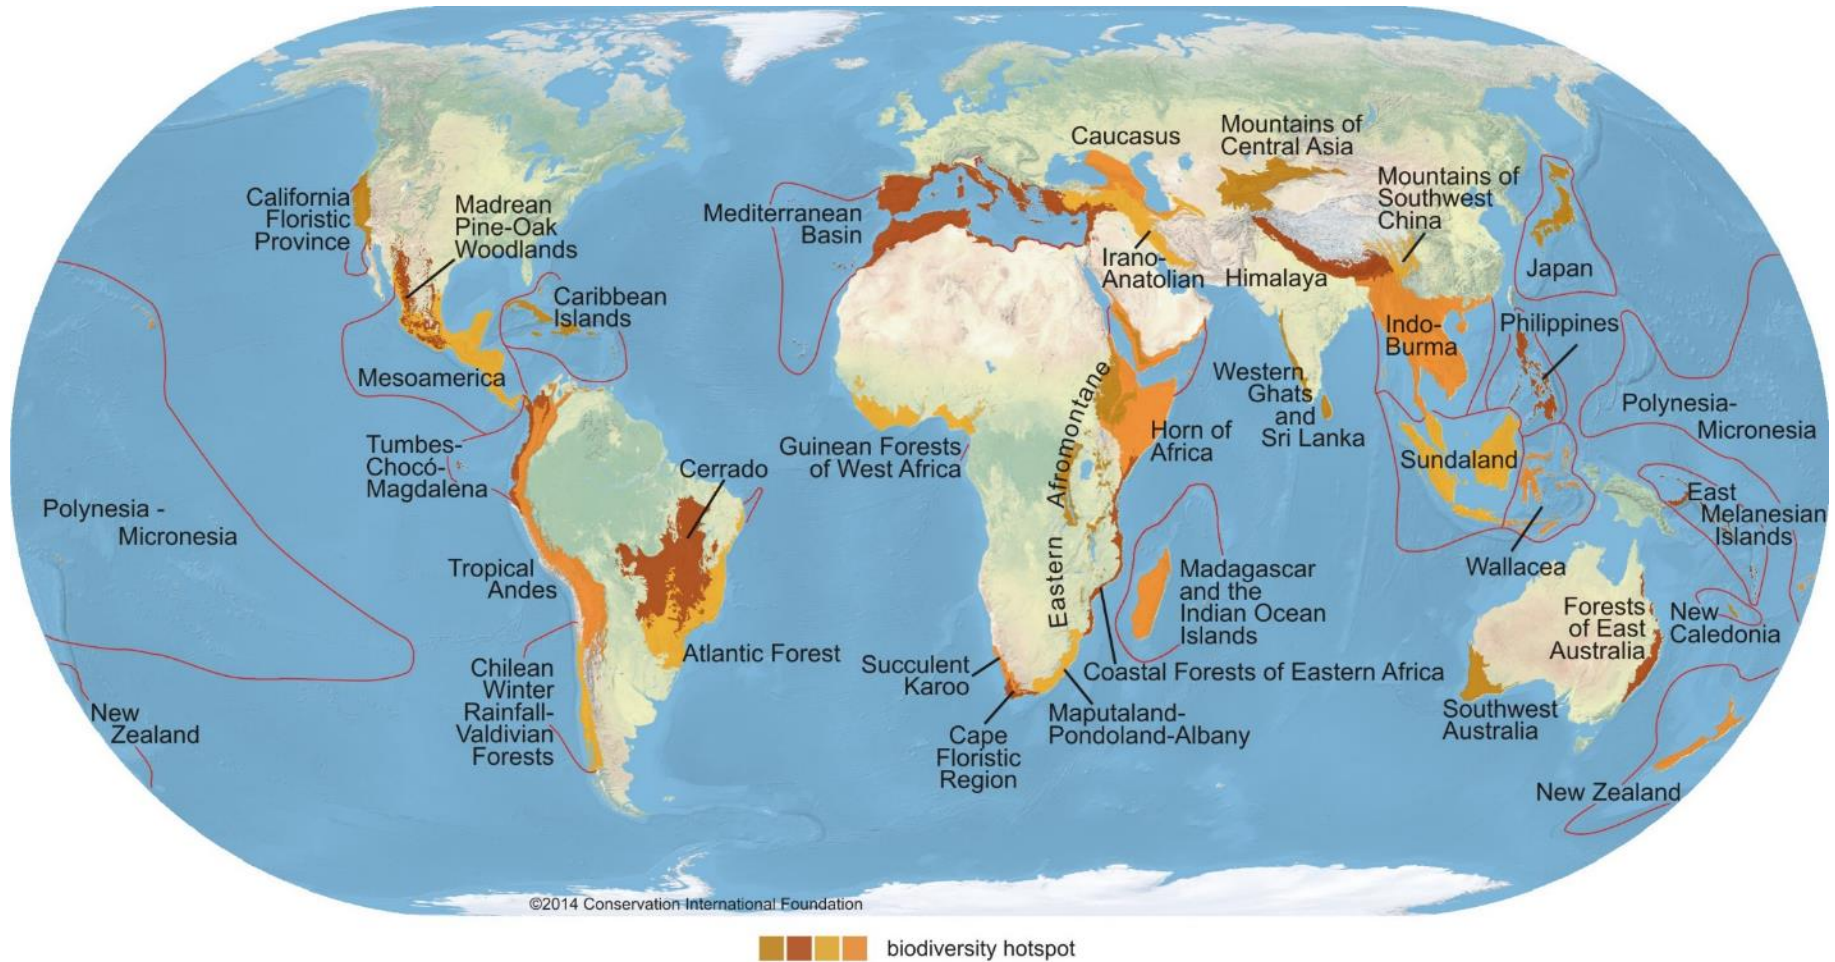 California
Floristic
Province
Madrean
Pine-Oak
Woodlands
Caribbean
Islands
Mesoamerica
Tumbes-
Chocó-
Magdalena
Cerrado
Polynesia -
Micronesia
Tropical
Andes
Atlantic Forest
Chilean
Winter
Rainfall-
Valdivian
Forests
New
Zealand
Mediterranean
Basin
Caucasus
Mountains of
Central Asia
Mountains of
Southwest
China
Irano-
Anatolian
Himalaya
Japan
Indo-
Burma
Philippines
Western
Ghats
and
Sri Lanka
Polynesia-
Micronesia
Guinean Forests
of West Africa
Eastern Afromontane
Horn of
Africa
Sundaland
East
Melanesian
Islands
Wallacea
Madagascar
and the
Indian Ocean
Islands
Succulent
Karoo
Coastal Forests of Eastern Africa
Cape
Floristic
Region
Maputaland-
Pondoland-Albany
Forests
of East
Australia
New
Caledonia
Southwest
Australia
New Zealand
©2014 Conservation International Foundation
biodiversity hotspot